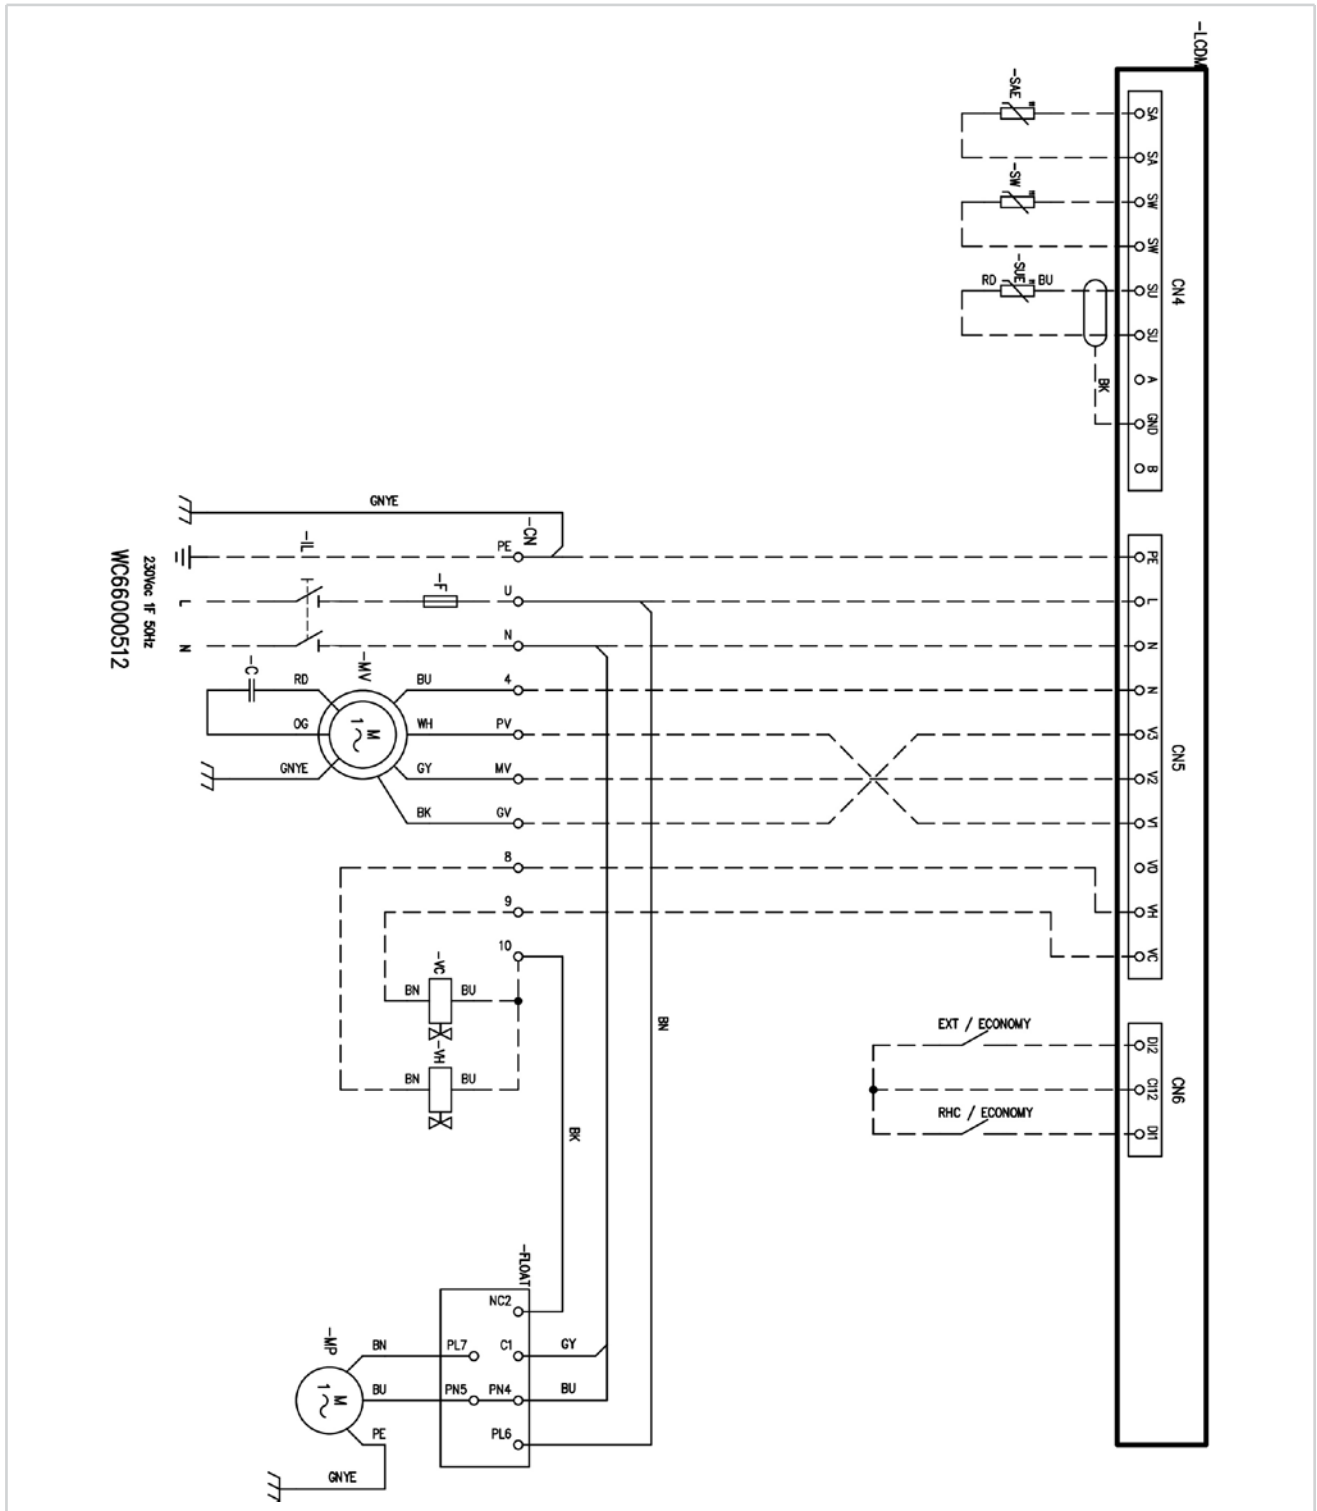 -LCDM
-SAE
SA
SA
-SW
SW
SW
-SUE
RD
BU
SU
SU
CN4
A
BK
GND
B
GNYE
-CN
-IL
PE
PE
230Vac 1F 50Hz
WC66000512
L
-F
U
L
N
N
N
-MV
-C
RD
BU
4
N
OG
M
1
WH
PV
V3
CN5
GNYE
GY
MV
V2
BK
GV
V1
8
VD
9
VH
10
VC
-VC
BN
BU
BN
-VH
BN
BU
EXT / ECONOMY
DI2
CI12
CN6
RHC / ECONOMY
DI1
BK
-FLOAT
NC2
-MP
BN
PL7
C1
GY
M
1
BU
PN5
PN4
BU
PE
PL6
GNYE